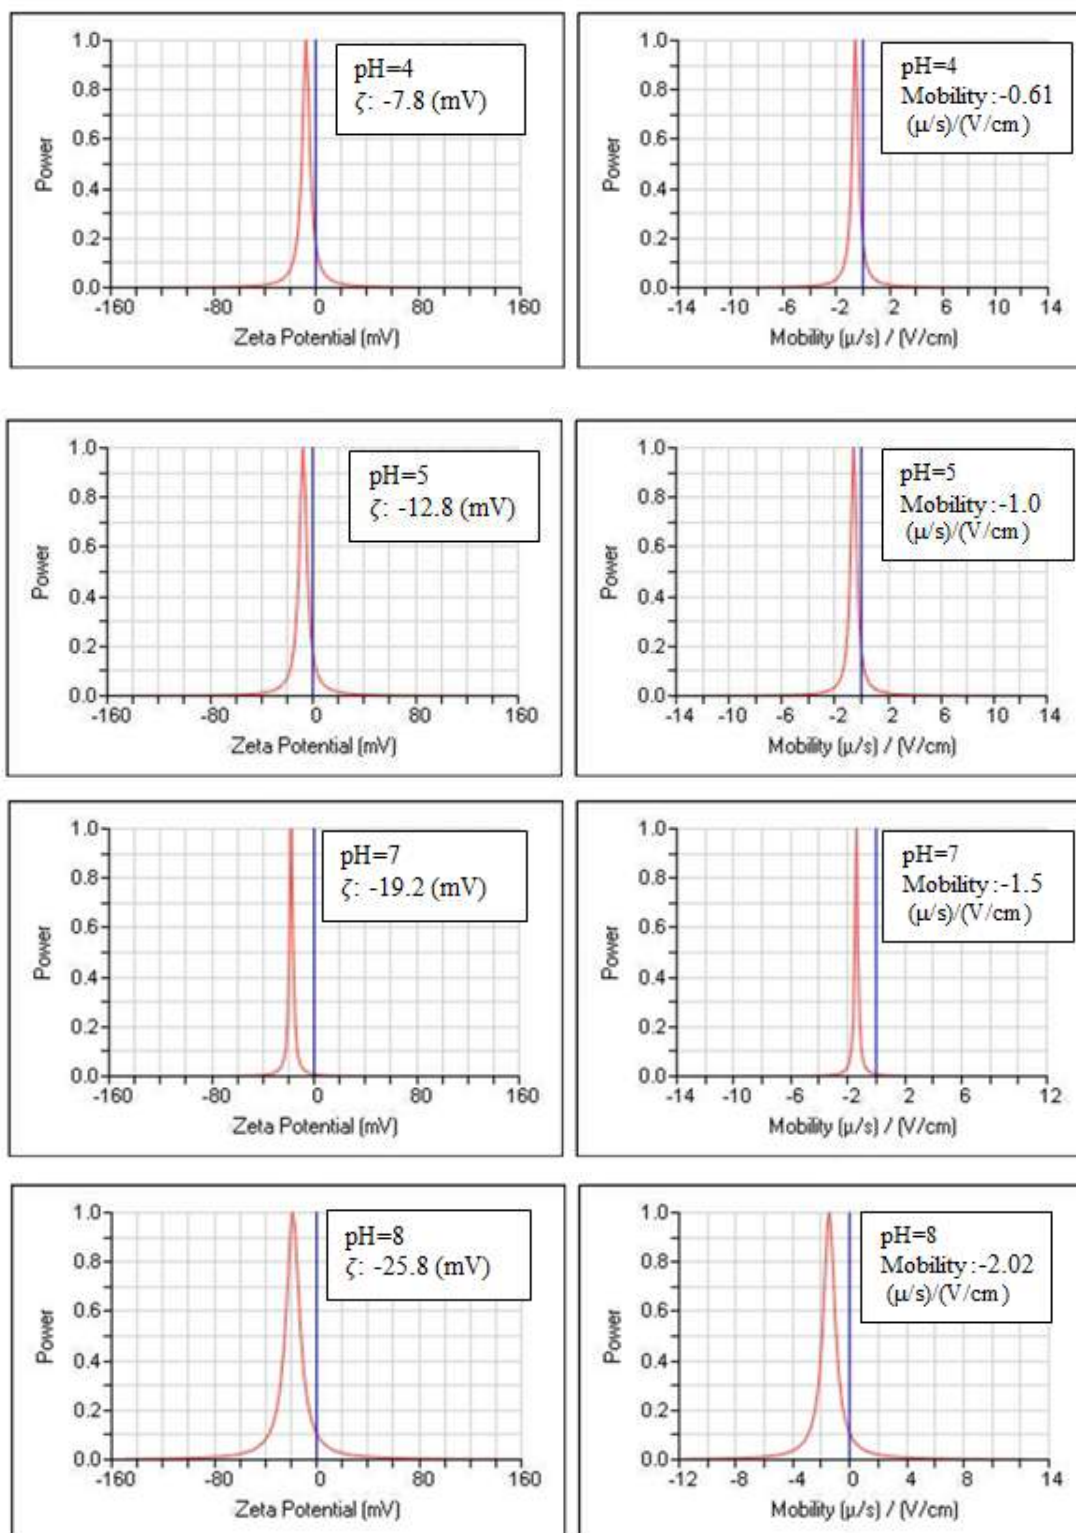 1.0
0.8
0.6
0.4
0.2
0.0
Power
pH=4
ζ: -7.8 (mV)
-160 -80 0 80 160
Zeta Potential (mV)
1.0
0.8
0.6
0.4
0.2
0.0
Power
pH=4
Mobility:-0.61
(μ/s)/(V/cm)
-14 -10 -6 -2 2 6 10 14
Mobility (μ/s) / (V/cm)
1.0
0.8
0.6
0.4
0.2
0.0
Power
pH=5
ζ: -12.8 (mV)
-160 -80 0 80 160
Zeta Potential (mV)
1.0
0.8
0.6
0.4
0.2
0.0
Power
pH=5
Mobility:-1.0
(μ/s)/(V/cm)
-14 -10 -6 -2 2 6 10 14
Mobility (μ/s) / (V/cm)
1.0
0.8
0.6
0.4
0.2
0.0
Power
pH=7
ζ: -19.2 (mV)
-160 -80 0 80 160
Zeta Potential (mV)
1.0
0.8
0.6
0.4
0.2
0.0
Power
pH=7
Mobility:-1.5
(μ/s)/(V/cm)
-14 -10 -6 -2 2 6 12
Mobility (μ/s) / (V/cm)
1.0
0.8
0.6
0.4
0.2
0.0
Power
pH=8
ζ: -25.8 (mV)
-160 -80 0 80 160
Zeta Potential (mV)
1.0
0.8
0.6
0.4
0.2
0.0
Power
pH=8
Mobility:-2.02
(μ/s)/(V/cm)
-12 -8 -4 0 4 8 14
Mobility (μ/s) / (V/cm)